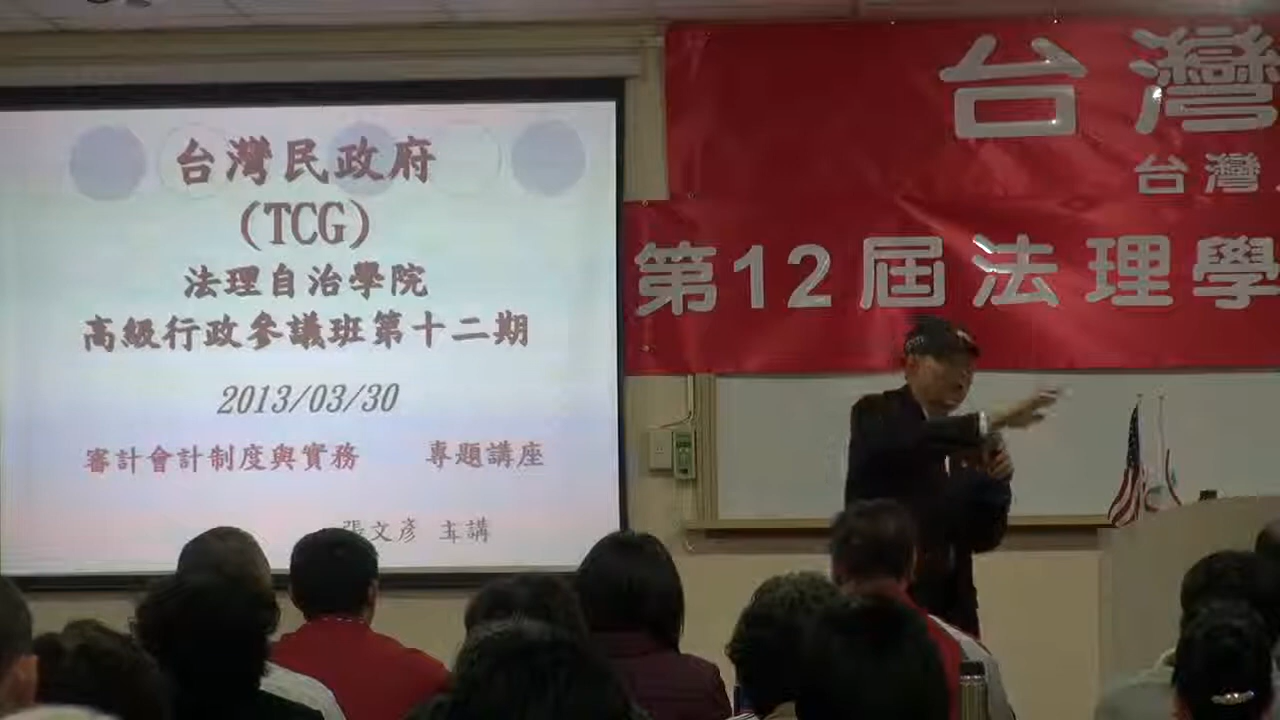 台灣民政府
(TCG)
法理自治學院
高級行政參議班第十二期
2013/03/30
審計會計制度與實務 專題講座
張文彥 主講
台灣
台灣
第12屆法理學